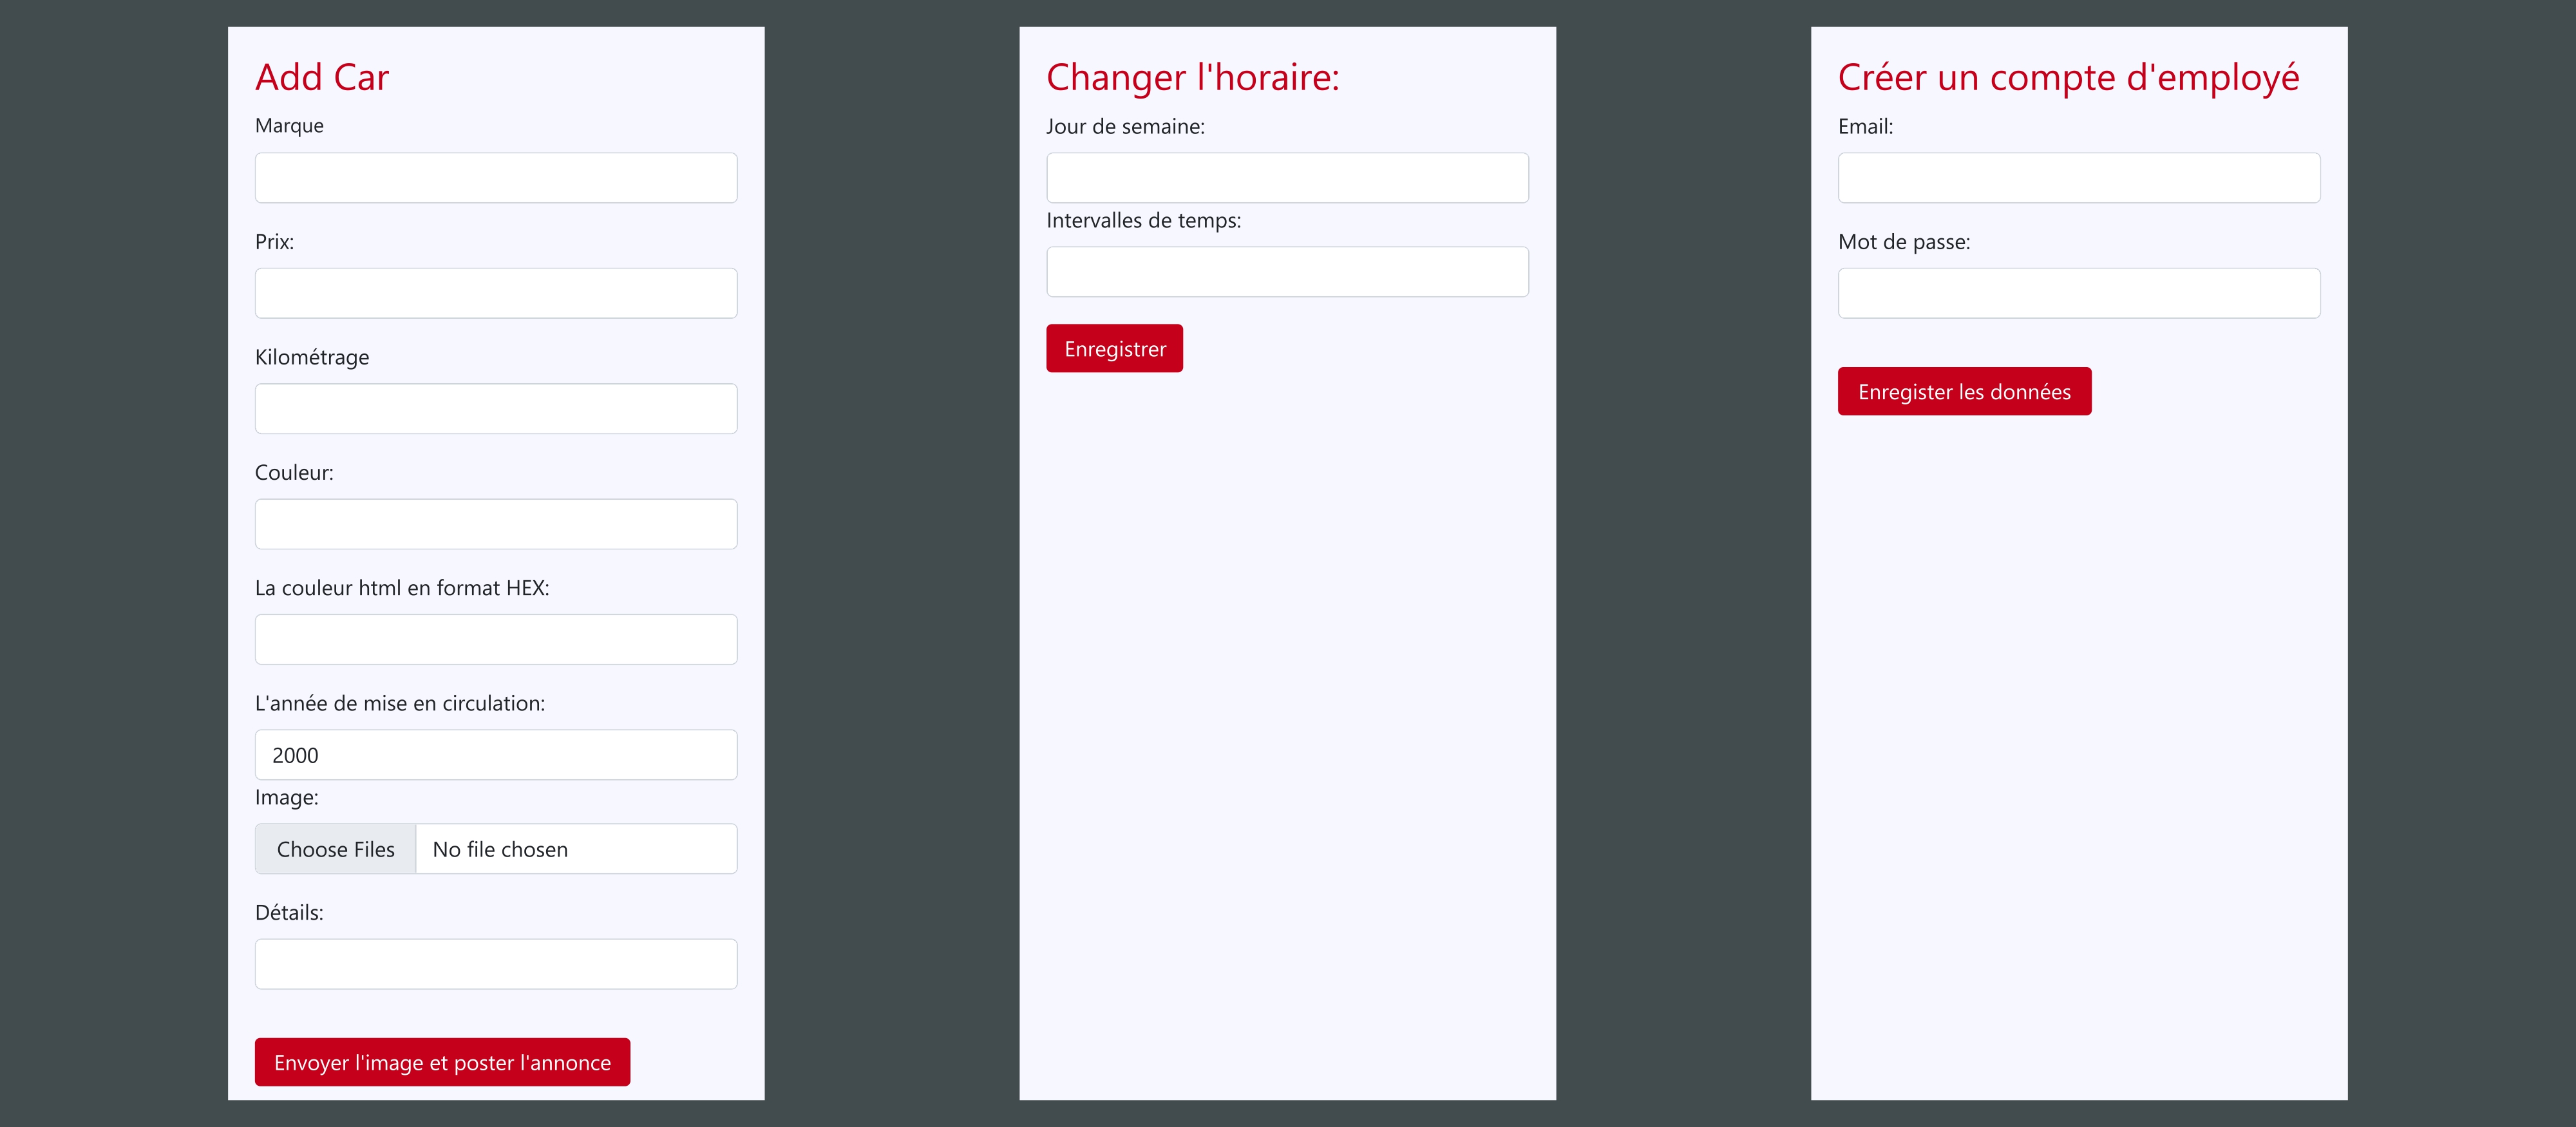 Add Car
Marque
Prix:
Kilométrage
Couleur:
La couleur html en format HEX:
L'année de mise en circulation:
2000
Image:
Choose Files No file chosen
Détails:
Envoyer l'image et poster l'annonce
Changer l'horaire:
Jour de semaine:
Intervalles de temps:
Enregistrer
Créer un compte d'employé
Email:
Mot de passe:
Enregister les données